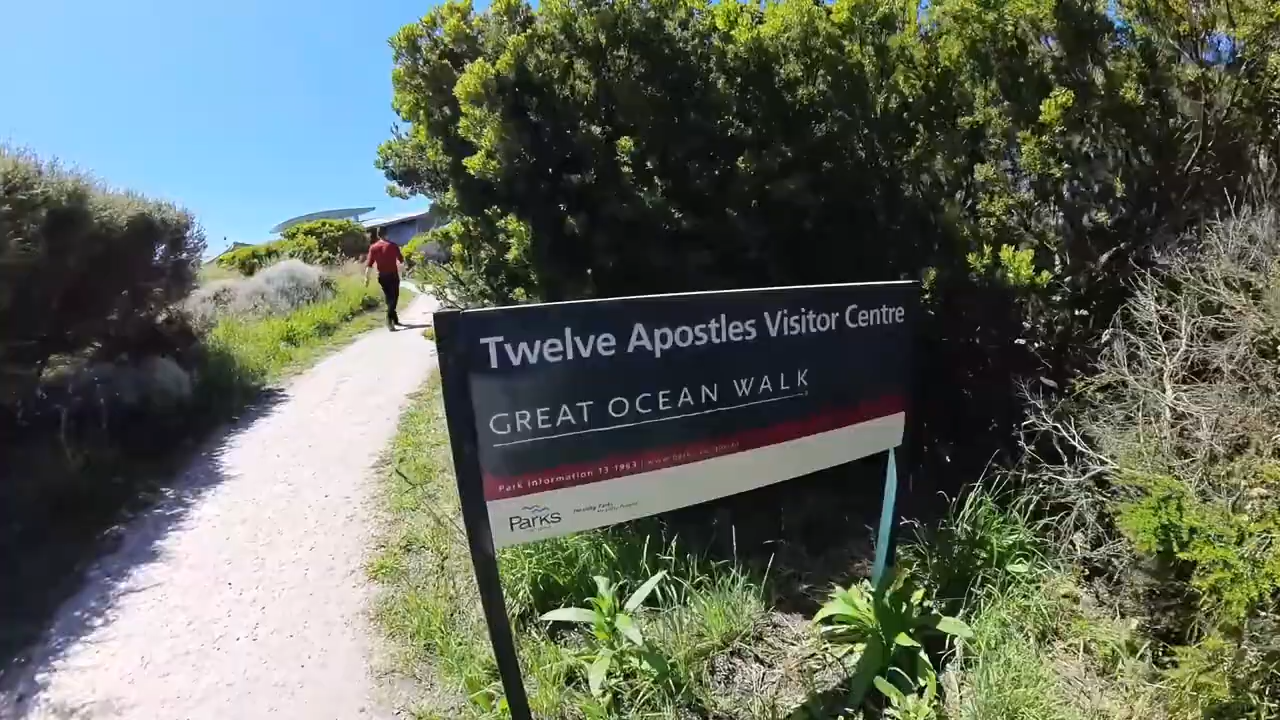 Twelve Apostles Visitor Centre
GREAT OCEAN WALK
Park Information 13 1963 |
Parks